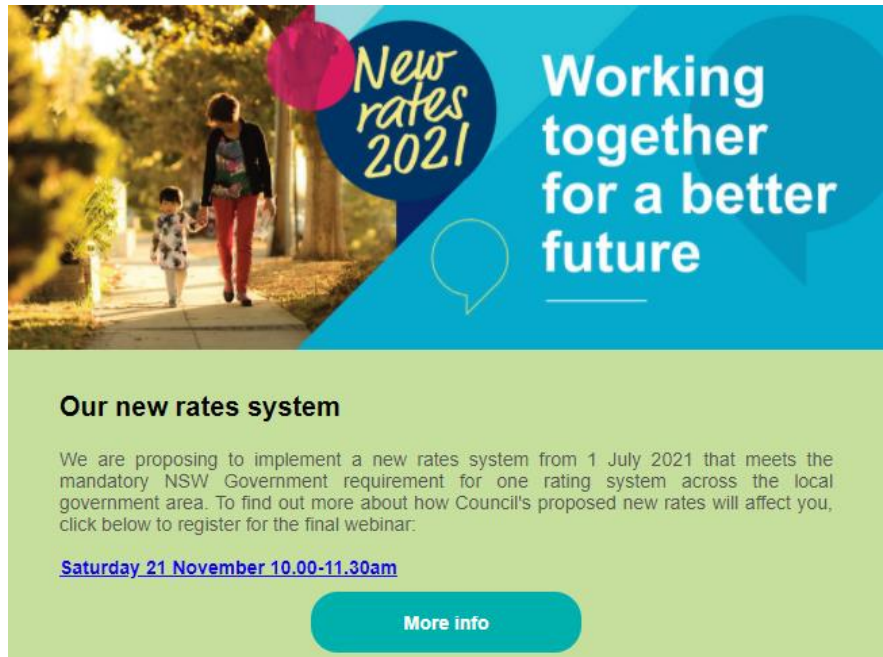 New
rates
2021
Working
together
for a better
future
Our new rates system
We are proposing to implement a new rates system from 1 July 2021 that meets the
mandatory NSW Government requirement for one rating system across the local
government area. To find out more about how Council's proposed new rates will affect you,
click below to register for the final webinar:
Saturday 21 November 10.00-11.30am
More info